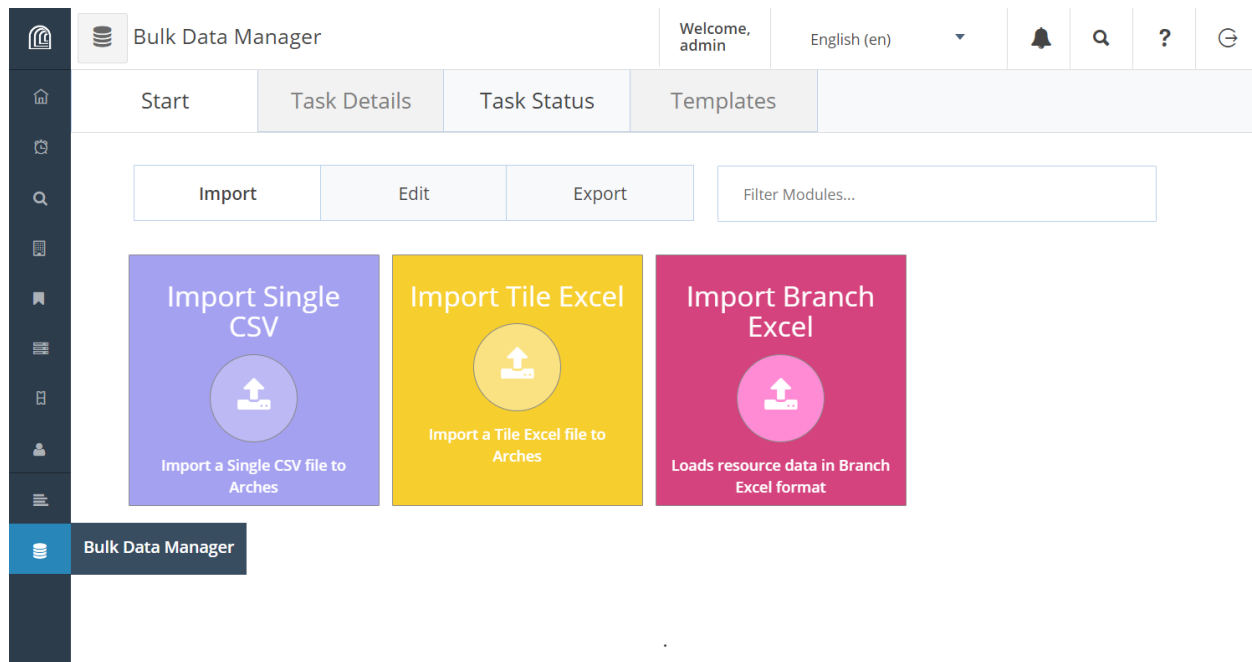 Bulk Data Manager
Welcome,
admin
English (en)
?
Start
Task Details
Task Status
Templates
Import
Edit
Export
Filter Modules...
Import Single
CSV
Import a Single CSV file to
Arches
Import Tile Excel
Import a Tile Excel file to
Arches
Import Branch
Excel
Loads resource data in Branch
Excel format
Bulk Data Manager
.